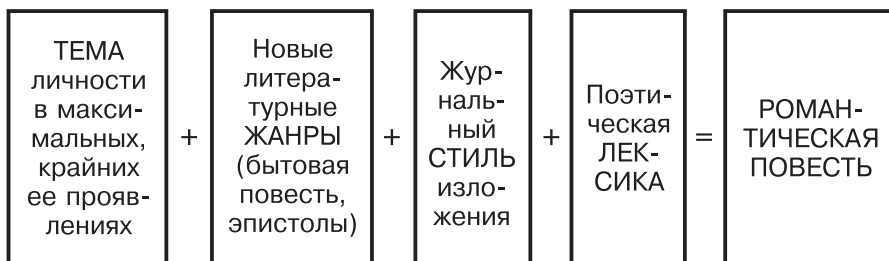 ТЕМА
личности
в макси-
мальных,
крайних
ее прояв-
лениях
+
Новые
литера-
турные
ЖАНРЫ
(бытовая
повесть,
эпистолы)
+
Жур-
наль-
ный
СТИЛЬ
изло-
жения
+
Поэти-
ческая
ЛЕК-
СИКА
=
РОМАН-
ТИЧЕСКАЯ
ПОВЕСТЬ